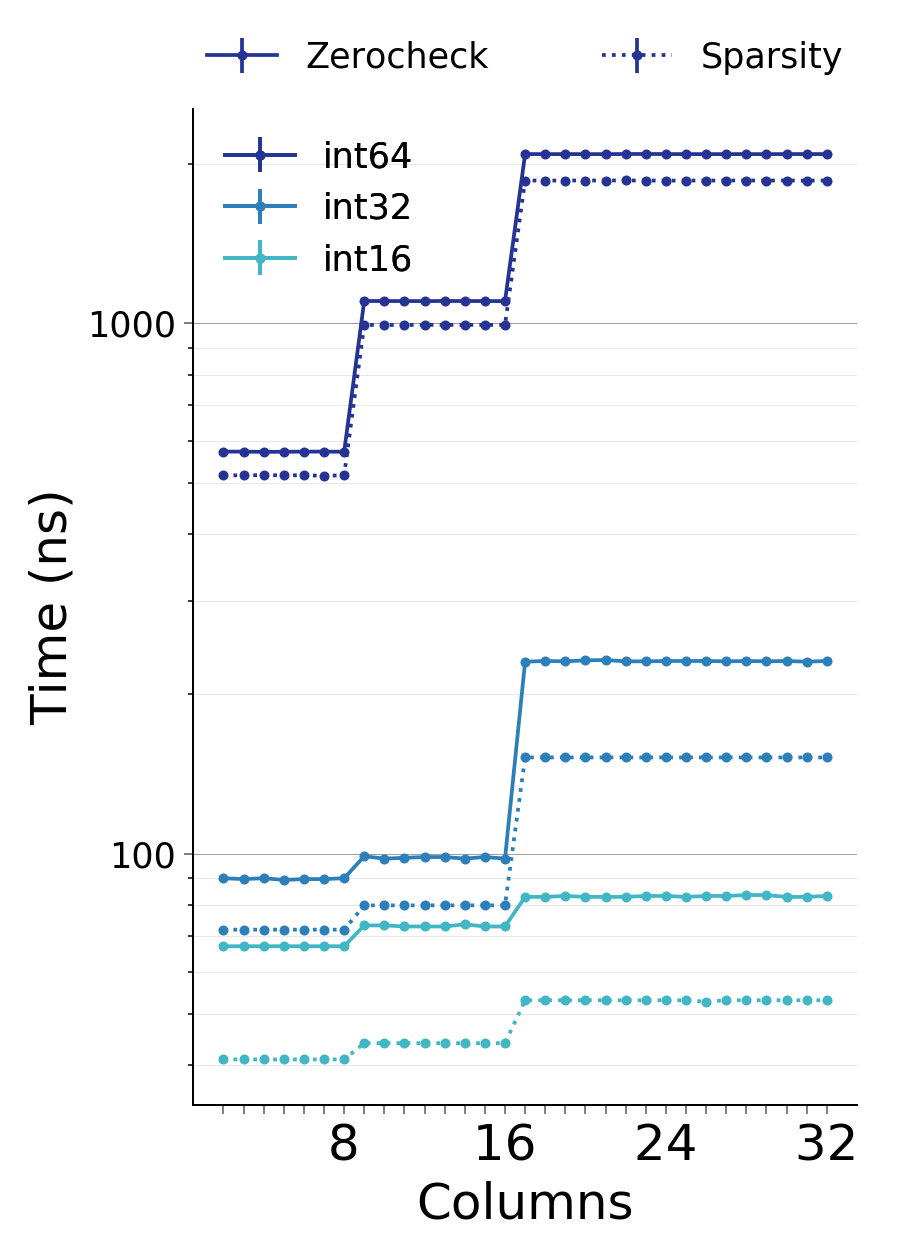 Zerocheck Sparsity
int64
int32
int16
1000
100
Time (ns)
8 16 24 32
Columns